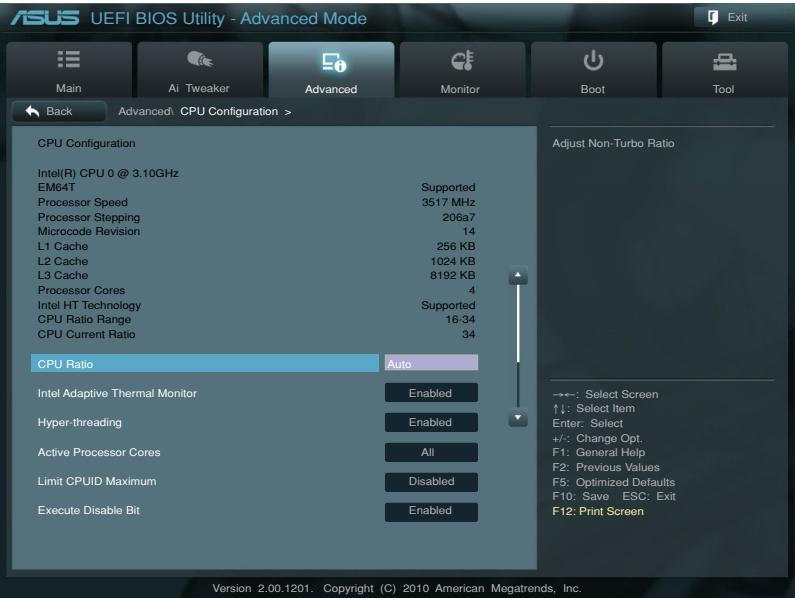 ASUS UEFI BIOS Utility - Advanced Mode
Exit
Main
Ai Tweaker
Advanced
Monitor
Boot
Tool
Back
Advanced\ CPU Configuration >
CPU Configuration
Intel(R) CPU 0 @ 3.10GHz
EM64T Supported
Processor Speed 3517 MHz
Processor Stepping 206a7
Microcode Revision 14
L1 Cache 256 KB
L2 Cache 1024 KB
L3 Cache 8192 KB
Processor Cores 4
Intel HT Technology Supported
CPU Ratio Range 16-34
CPU Current Ratio 34
CPU Ratio Auto
Intel Adaptive Thermal Monitor Enabled
Hyper-threading Enabled
Active Processor Cores All
Limit CPUID Maximum Disabled
Execute Disable Bit Enabled
Adjust Non-Turbo Ratio
→←: Select Screen
↑↓: Select Item
Enter: Select
+/-: Change Opt.
F1: General Help
F2: Previous Values
F5: Optimized Defaults
F10: Save ESC: Exit
F12: Print Screen
Version 2.00.1201. Copyright (C) 2010 American Megatrends, Inc.